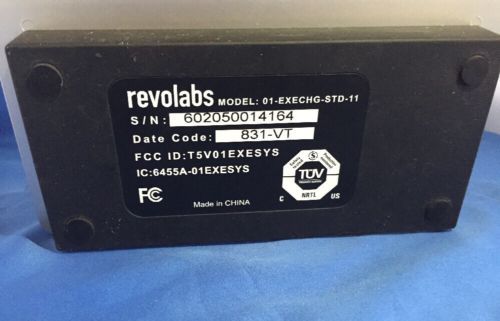 revolabs MODEL: 01-EXECHG-STD-11
S/N: 602050014164
Date Code: 831-VT
FCC ID:T5V01EXESYS
IC:6455A-01EXESYS
FC
Made in CHINA
TÜV
C NRTL US